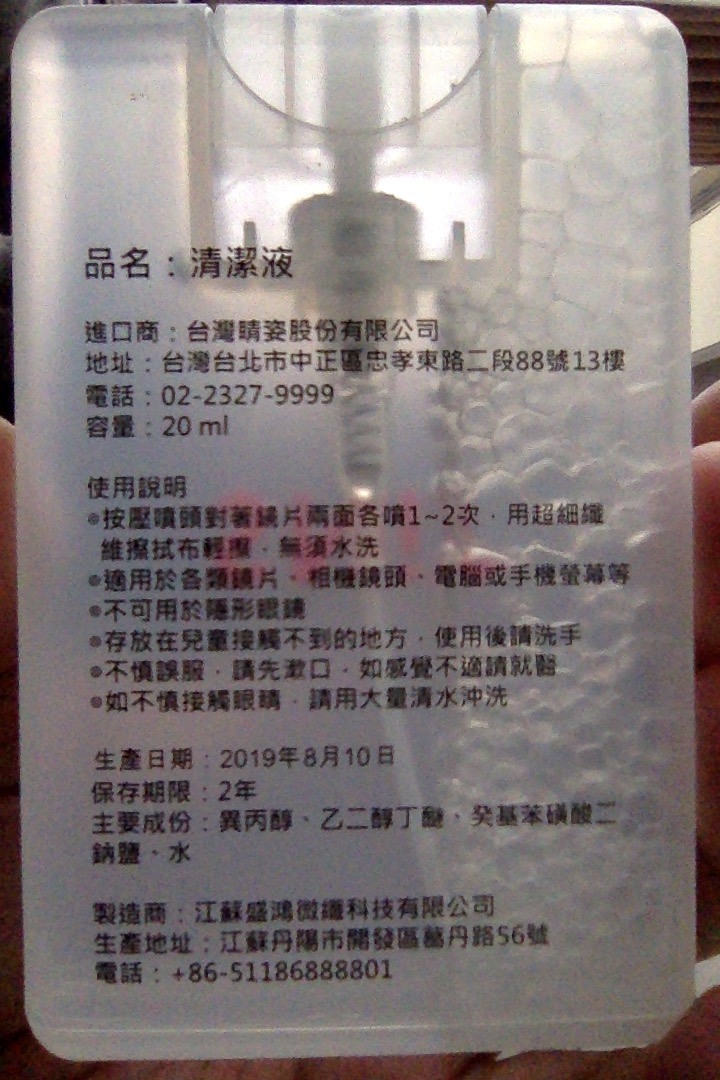 品名：清潔液
進口商：台灣睛姿股份有限公司
地址：台灣台北市中正區忠孝東路二段88號13樓
電話：02-2327-9999
容量：20 ml
使用說明
●按壓噴頭對著鏡片兩面各噴1~2次，用超細纖
維擦拭布輕擦，無須水洗
●適用於各類鏡片、相機鏡頭、電腦或手機螢幕等
●不可用於隱形眼鏡
●存放在兒童接觸不到的地方，使用後請洗手
●不慎誤服，請先漱口，如感覺不適請就醫
●如不慎接觸眼睛，請用大量清水沖洗
生產日期：2019年8月10日
保存期限：2年
主要成份：異丙醇、乙二醇丁醚、癸基苯磺酸二
鈉鹽、水
製造商：江蘇盛鴻微纖科技有限公司
生產地址：江蘇丹陽市開發區葛丹路56號
電話：+86-51186888801